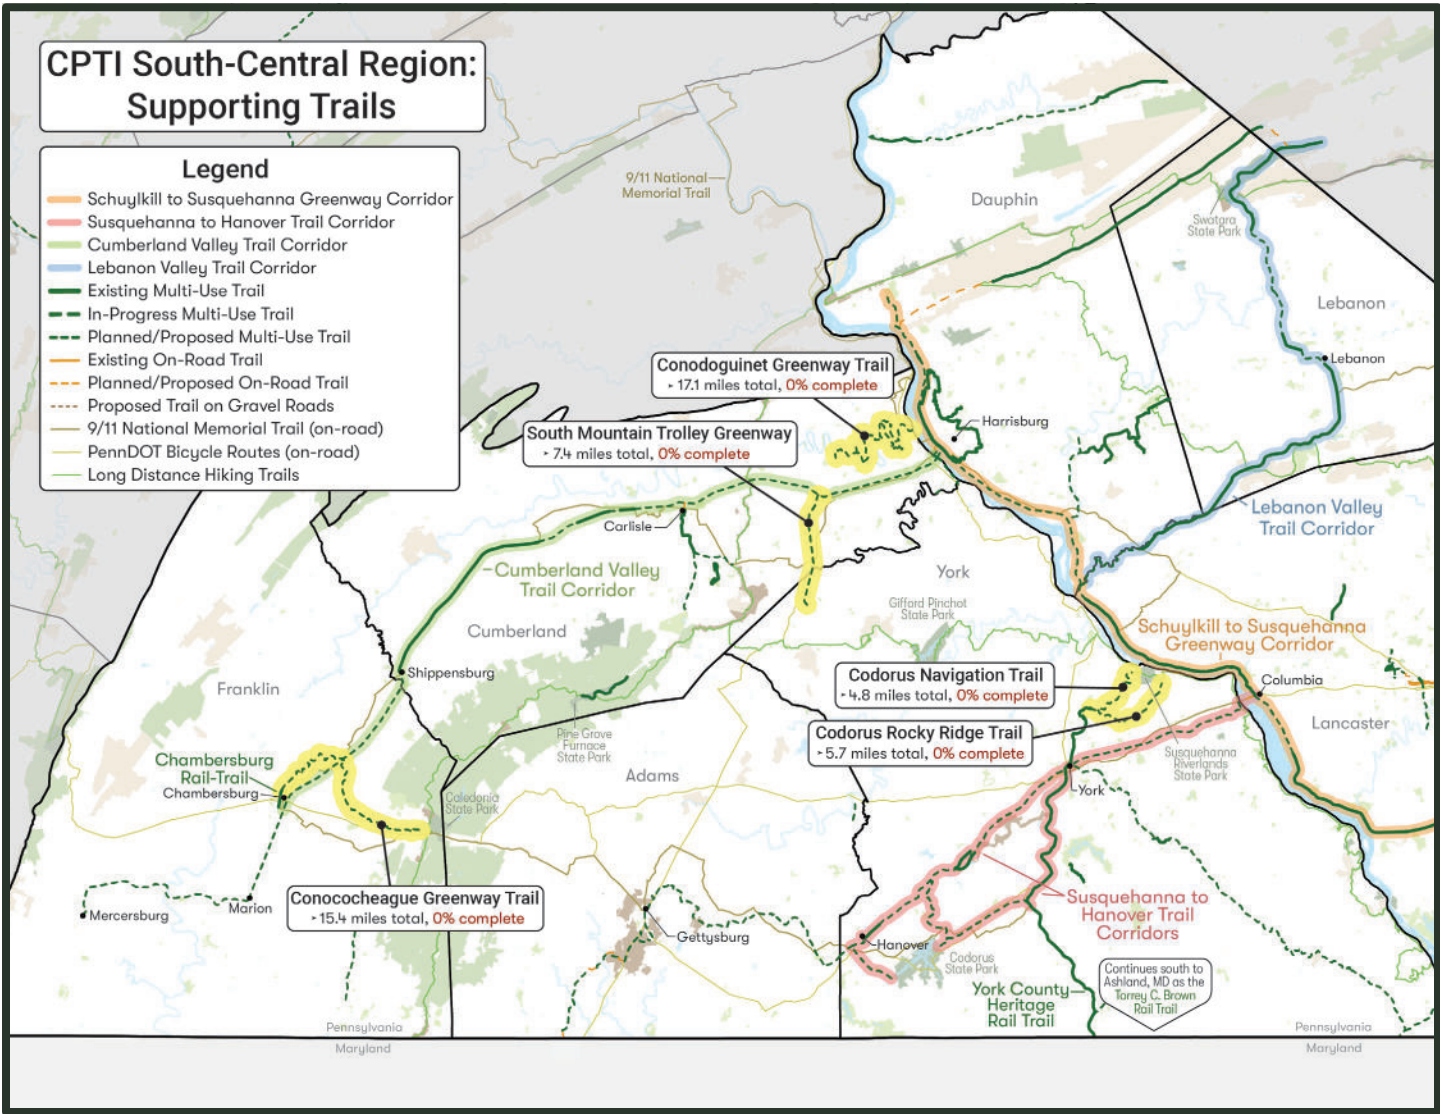 CPTI South-Central Region:
Supporting Trails
Legend
Schuylkill to Susquehanna Greenway Corridor
Susquehanna to Hanover Trail Corridor
Cumberland Valley Trail Corridor
Lebanon Valley Trail Corridor
Existing Multi-Use Trail
In-Progress Multi-Use Trail
Planned/Proposed Multi-Use Trail
Existing On-Road Trail
Planned/Proposed On-Road Trail
Proposed Trail on Gravel Roads
9/11 National Memorial Trail (on-road)
PennDOT Bicycle Routes (on-road)
Long Distance Hiking Trails
9/11 National
Memorial Trail
Dauphin
Swatara
State Park
Lebanon
Lebanon
Conodoguinet Greenway Trail
‣ 17.1 miles total, 0% complete
Harrisburg
South Mountain Trolley Greenway
‣ 7.4 miles total, 0% complete
Carlisle
Lebanon Valley
Trail Corridor
Cumberland Valley
Trail Corridor
York
Gifford Pinchot
State Park
Cumberland
Schuylkill to Susquehanna
Greenway Corridor
Shippensburg
Codorus Navigation Trail
‣ 4.8 miles total, 0% complete
Columbia
Franklin
Lancaster
Codorus Rocky Ridge Trail
‣ 5.7 miles total, 0% complete
Pine Grove
Furnace
State Park
Susquehanna
Riverlands
State Park
Chambersburg
Rail-Trail
Chambersburg
Adams
York
Caledonia
State Park
Conococheague Greenway Trail
‣ 15.4 miles total, 0% complete
Susquehanna to
Hanover Trail
Corridors
Mercersburg
Marion
Gettysburg
Hanover
Codorus
State Park
York County
Heritage
Rail Trail
Continues south to
Ashland, MD as the
Torrey C. Brown
Rail Trail
Pennsylvania
Maryland
Pennsylvania
Maryland